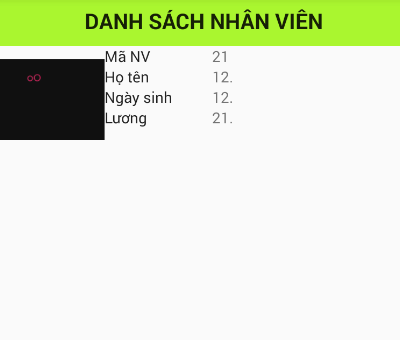 DANH SÁCH NHÂN VIÊN
Mã NV 21
Họ tên 12.
Ngày sinh 12.
Lương 21.